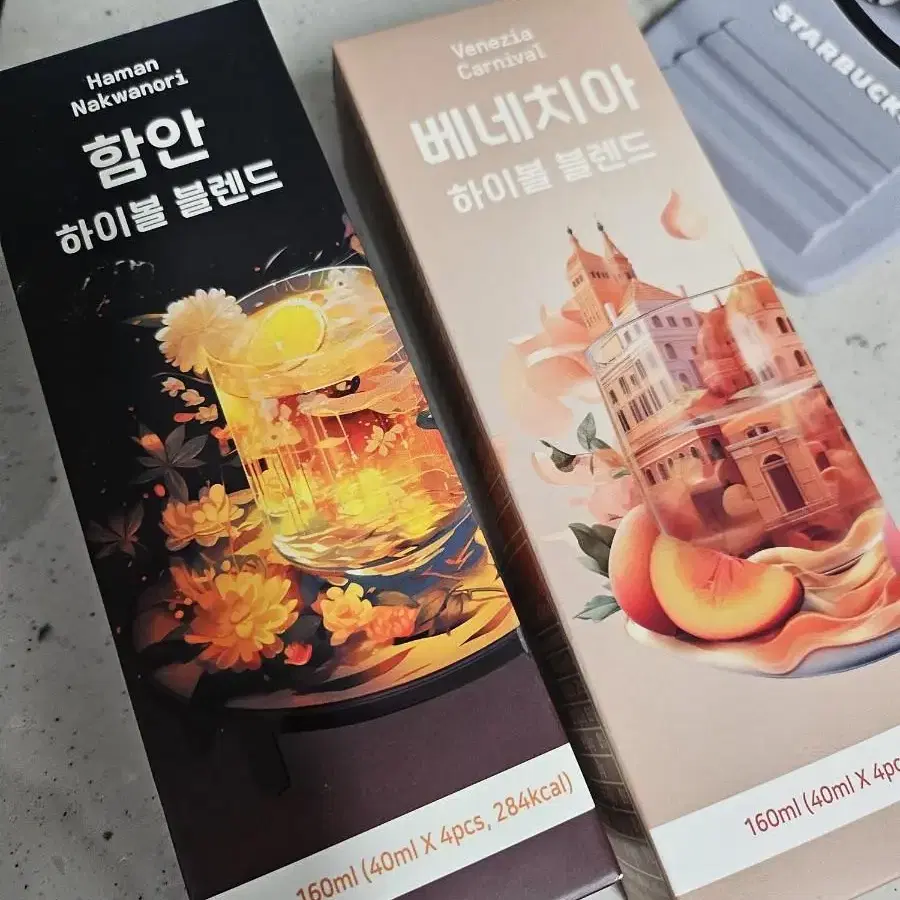 Haman
Nakwanori
함안
하이볼 블렌드
160ml (40ml X 4pcs, 284kcal)
Venezia
Carnival
베네치아
하이볼 블렌드
160ml (40ml X 4pc
STARBUCKS